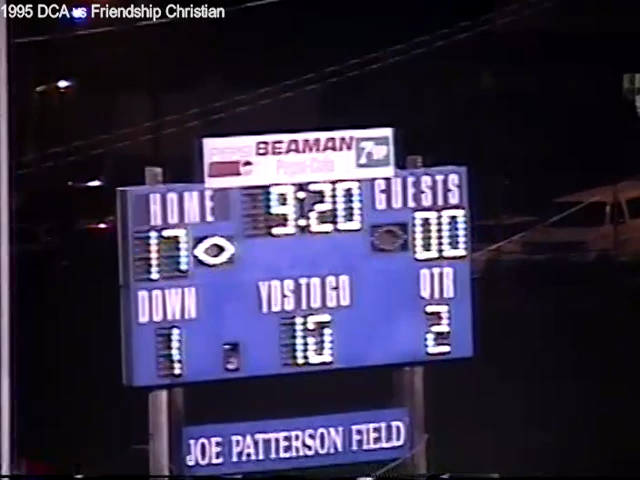 1995 DCA vs Friendship Christian
PEPSI BEAMAN 7UP
Pepsi-Cola
HOME 9:20 GUESTS
17 00
DOWN YDS TO GO QTR
1 10 2
JOE PATTERSON FIELD